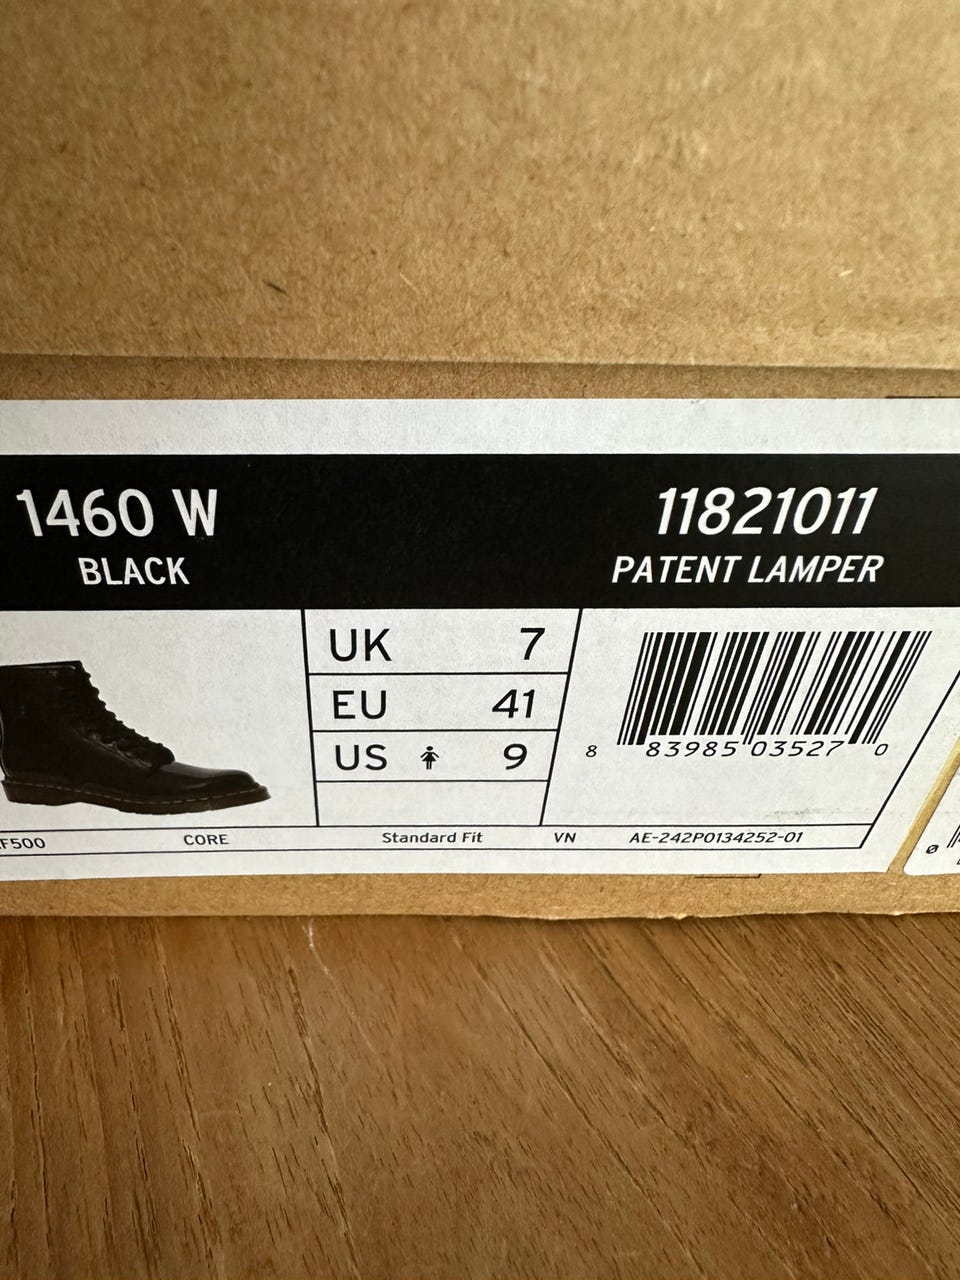 1460 W
BLACK
11821011
PATENT LAMPER
UK 7
EU 41
US 9
8 83985 03527 0
F500 CORE Standard Fit VN AE-242P0134252-01
0